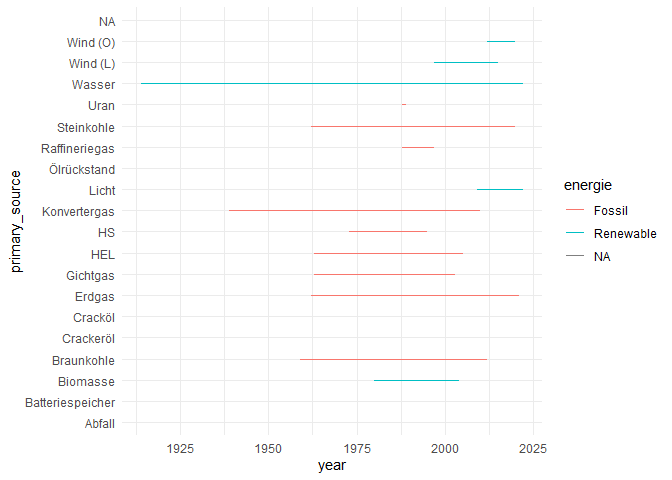 NA
Wind (O)
Wind (L)
Wasser
Uran
Steinkohle
Raffineriegas
Ölrückstand
Licht
Konvertergas
HS
HEL
Gichtgas
Erdgas
Cracköl
Crackeröl
Braunkohle
Biomasse
Batteriespeicher
Abfall
primary_source
1925 1950 1975 2000 2025
year
energie
Fossil
Renewable
NA